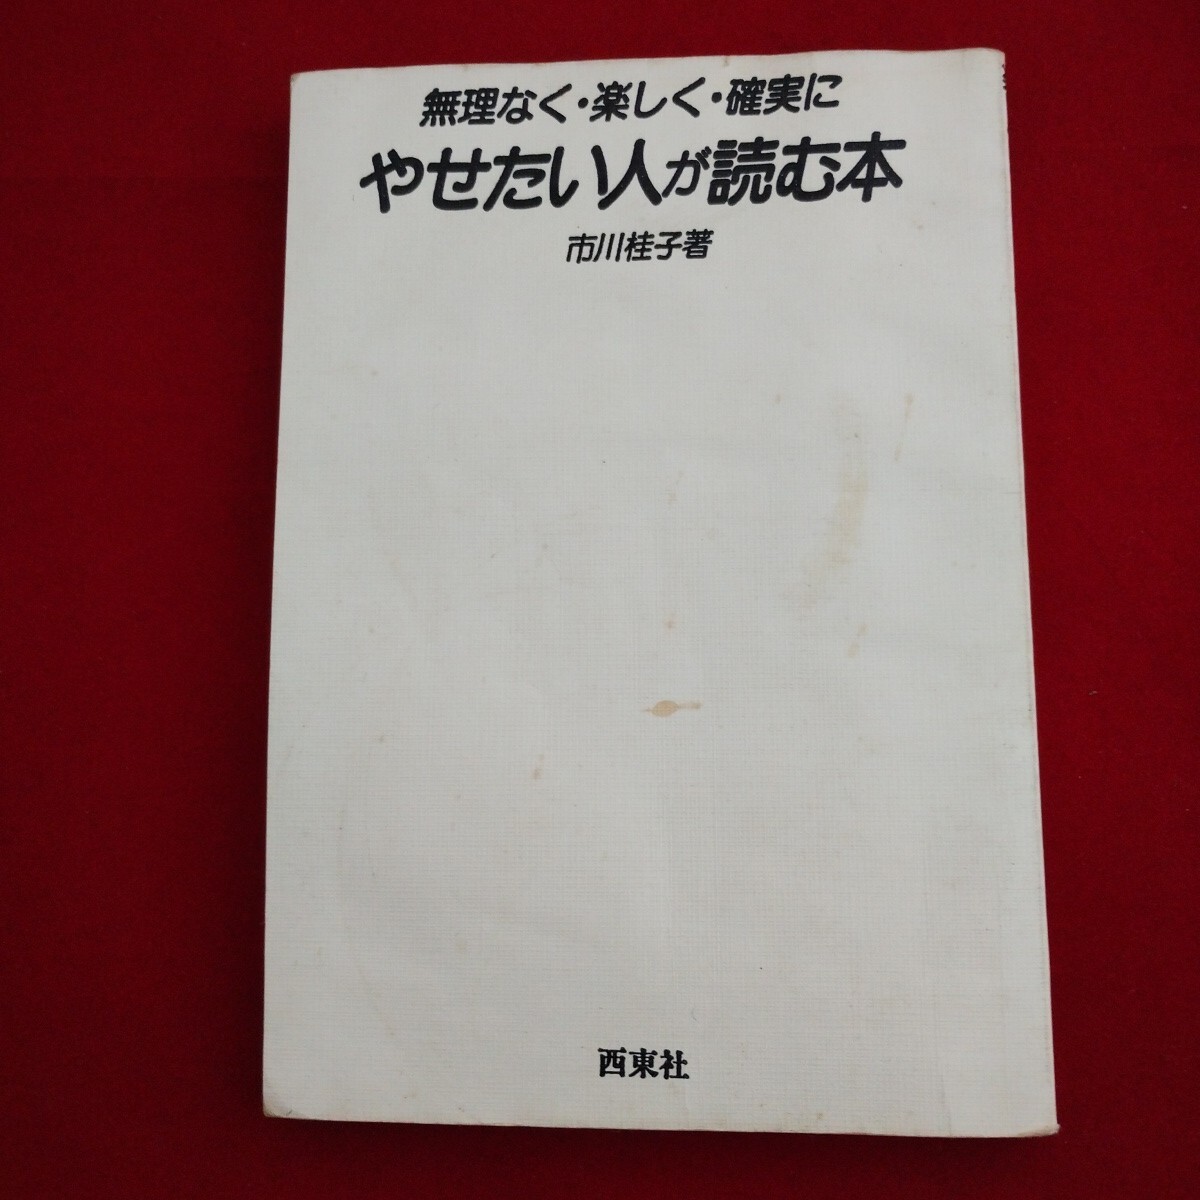 無理なく・楽しく・確実に
やせたい人が読む本
市川桂子著
西東社